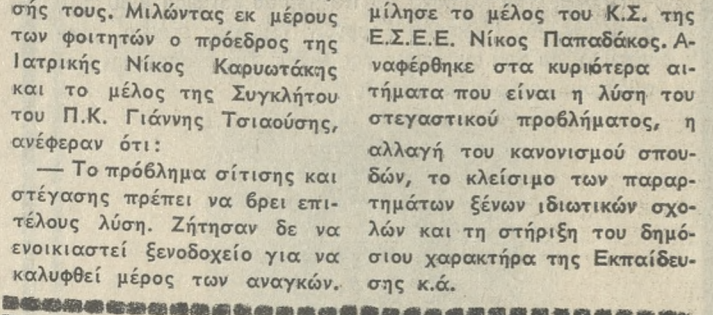 σής τους. Μιλώντας εκ μέρους
των φοιτητών ο πρόεδρος της
Ιατρικής Νίκος Καρυωτάκης
και το μέλος της Συγκλήτου
του Π.Κ. Γιάννης Τσιαούσης,
ανέφεραν ότι:
— Το πρόβλημα σίτισης και
στέγασης πρέπει να βρει επι-
τέλους λύση. Ζήτησαν δε να
ενοικιαστεί ξενοδοχείο για να
καλυφθεί μέρος των αναγκών.
μίλησε το μέλος του Κ.Σ. της
Ε.Σ.Ε.Ε. Νίκος Παπαδάκος. Α-
ναφέρθηκε στα κυριότερα αι-
τήματα που είναι η λύση του
στεγαστικού προβλήματος, η
αλλαγή του κανονισμού σπου-
δών, το κλείσιμο των παραρ-
τημάτων ξένων ιδιωτικών σχο-
λών και τη στήριξη του δημό-
σιου χαρακτήρα της Εκπαίδευ-
σης κ.ά.